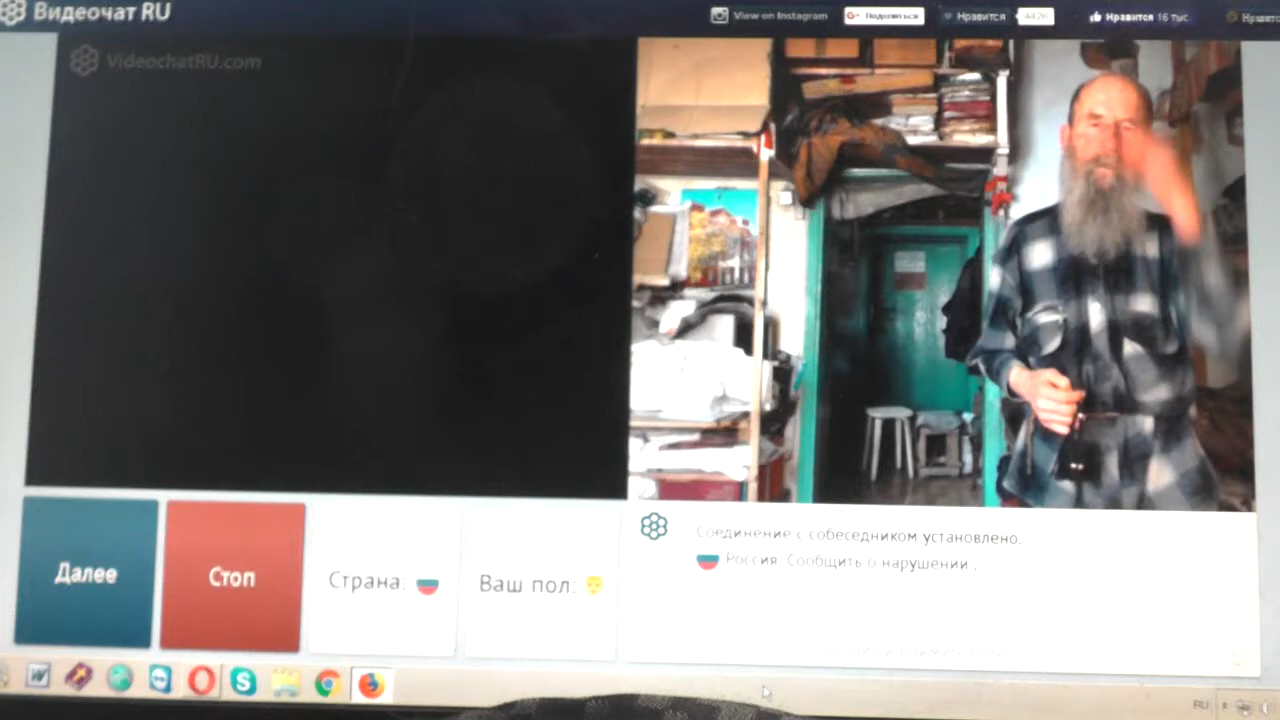 Видеочат RU
View on Instagram
G+ Поделиться
Нравится
Нравится 16 тыс.
VideochatRU.com
Далее
Стоп
Страна:
Ваш пол:
Соединение с собеседником установлено.
Россия. Сообщить о нарушении .
RU